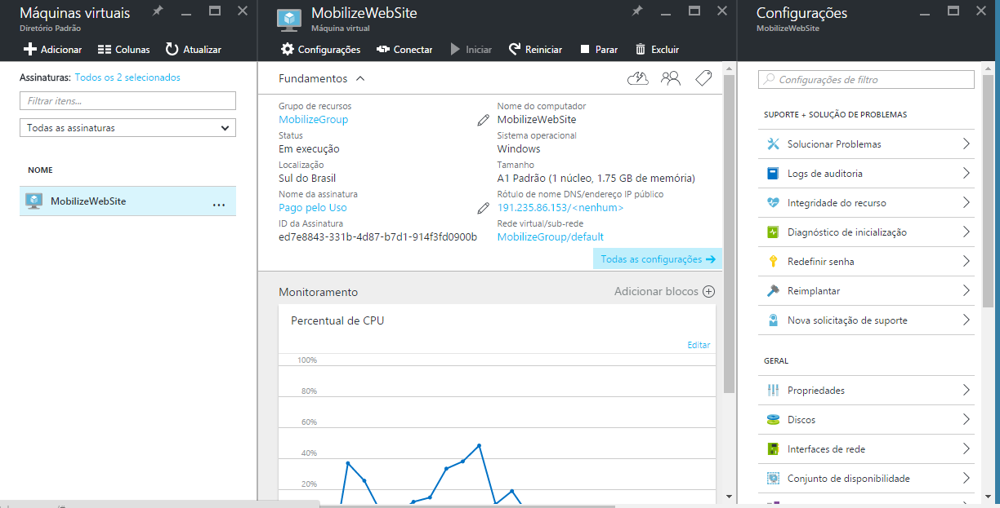 Máquinas virtuais
Diretório Padrão
Adicionar
Colunas
Atualizar
Assinaturas: Todos os 2 selecionados
Filtrar itens...
Todas as assinaturas
NOME
MobilizeWebSite
...
MobilizeWebSite
Máquina virtual
Configurações
Conectar
Iniciar
Reiniciar
Parar
Excluir
Fundamentos
Grupo de recursos
MobilizeGroup
Status
Em execução
Localização
Sul do Brasil
Nome da assinatura
Pago pelo Uso
ID da Assinatura
ed7e8843-331b-4d87-b7d1-914f3fd0900b
Nome do computador
MobilizeWebSite
Sistema operacional
Windows
Tamanho
A1 Padrão (1 núcleo, 1.75 GB de memória)
Rótulo de nome DNS/endereço IP público
191.235.86.153/<nenhum>
Rede virtual/sub-rede
MobilizeGroup/default
Todas as configurações
Monitoramento
Adicionar blocos
Percentual de CPU
Editar
100%
80%
60%
40%
20%
Configurações
MobilizeWebSite
Configurações de filtro
SUPORTE + SOLUÇÃO DE PROBLEMAS
Solucionar Problemas
Logs de auditoria
Integridade do recurso
Diagnóstico de inicialização
Redefinir senha
Reimplantar
Nova solicitação de suporte
GERAL
Propriedades
Discos
Interfaces de rede
Conjunto de disponibilidade